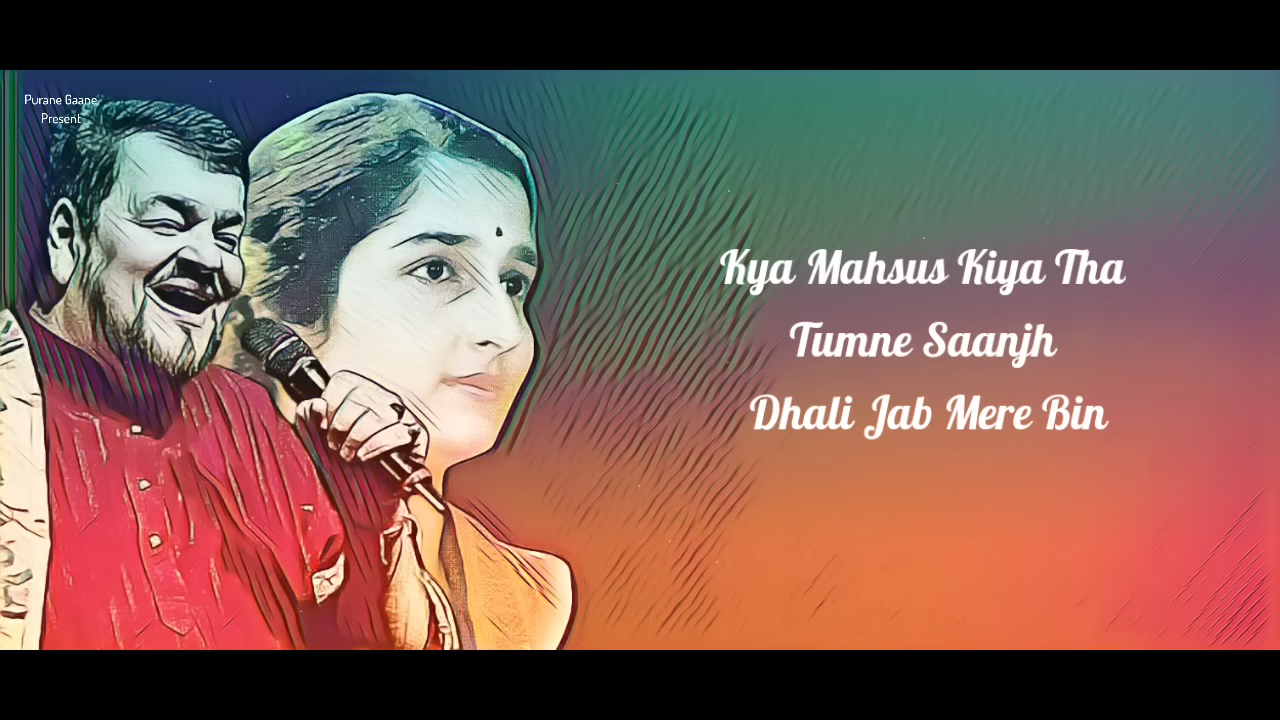 Purane Gaane
Present
Kya Mahsus Kiya Tha
Tumne Saanjh
Dhali Jab Mere Bin